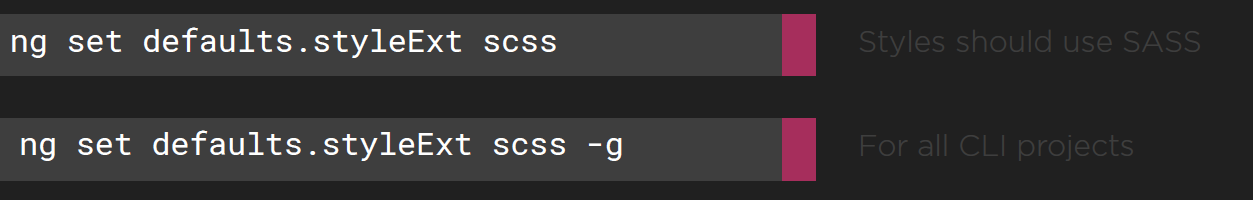 ng set defaults.styleExt scss
Styles should use SASS
ng set defaults.styleExt scss -g
For all CLI projects